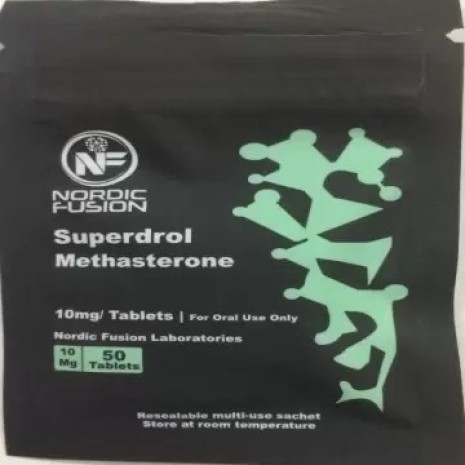 NF
NORDIC
FUSION
Superdrol
Methasterone
10mg/ Tablets | For Oral Use Only
Nordic Fusion Laboratories
10 Mg 50 Tablets
Resealable multi-use sachet
Store at room temperature